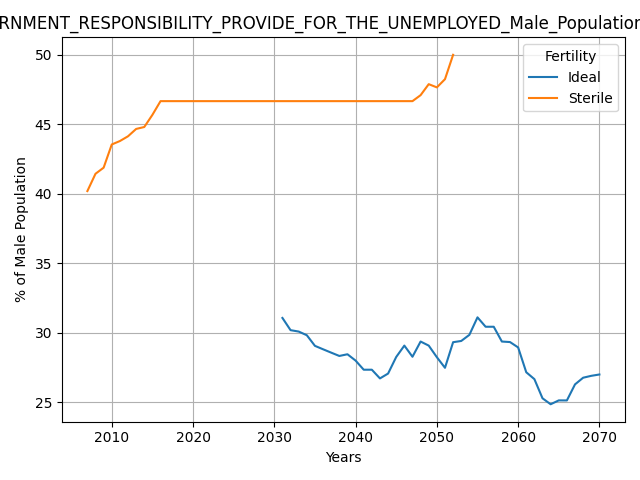 RNMENT_RESPONSIBILITY_PROVIDE_FOR_THE_UNEMPLOYED_Male_Population
% of Male Population
50
45
40
35
30
25
Fertility
Ideal
Sterile
2010 2020 2030 2040 2050 2060 2070
Years